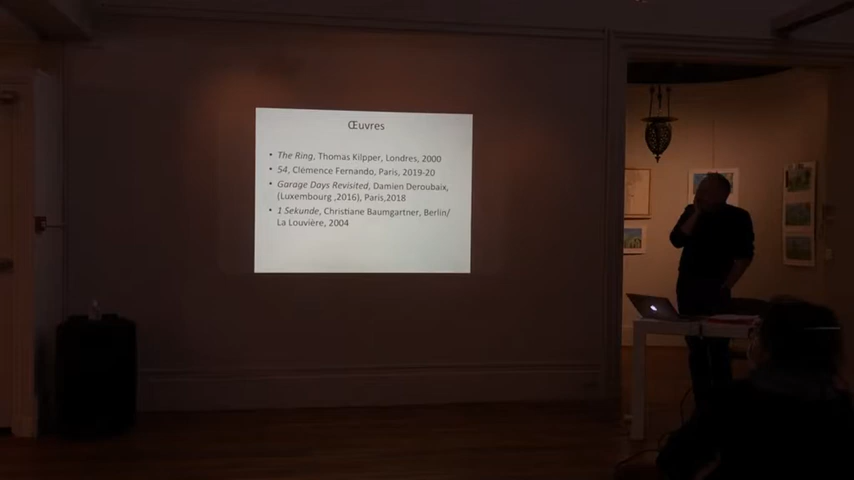 Œuvres
• The Ring, Thomas Kilpper, Londres, 2000
• 54, Clémence Fernando, Paris, 2019-20
• Garage Days Revisited, Damien Deroubaix,
(Luxembourg ,2016), Paris,2018
• 1 Sekunde, Christiane Baumgartner, Berlin/
La Louvière, 2004